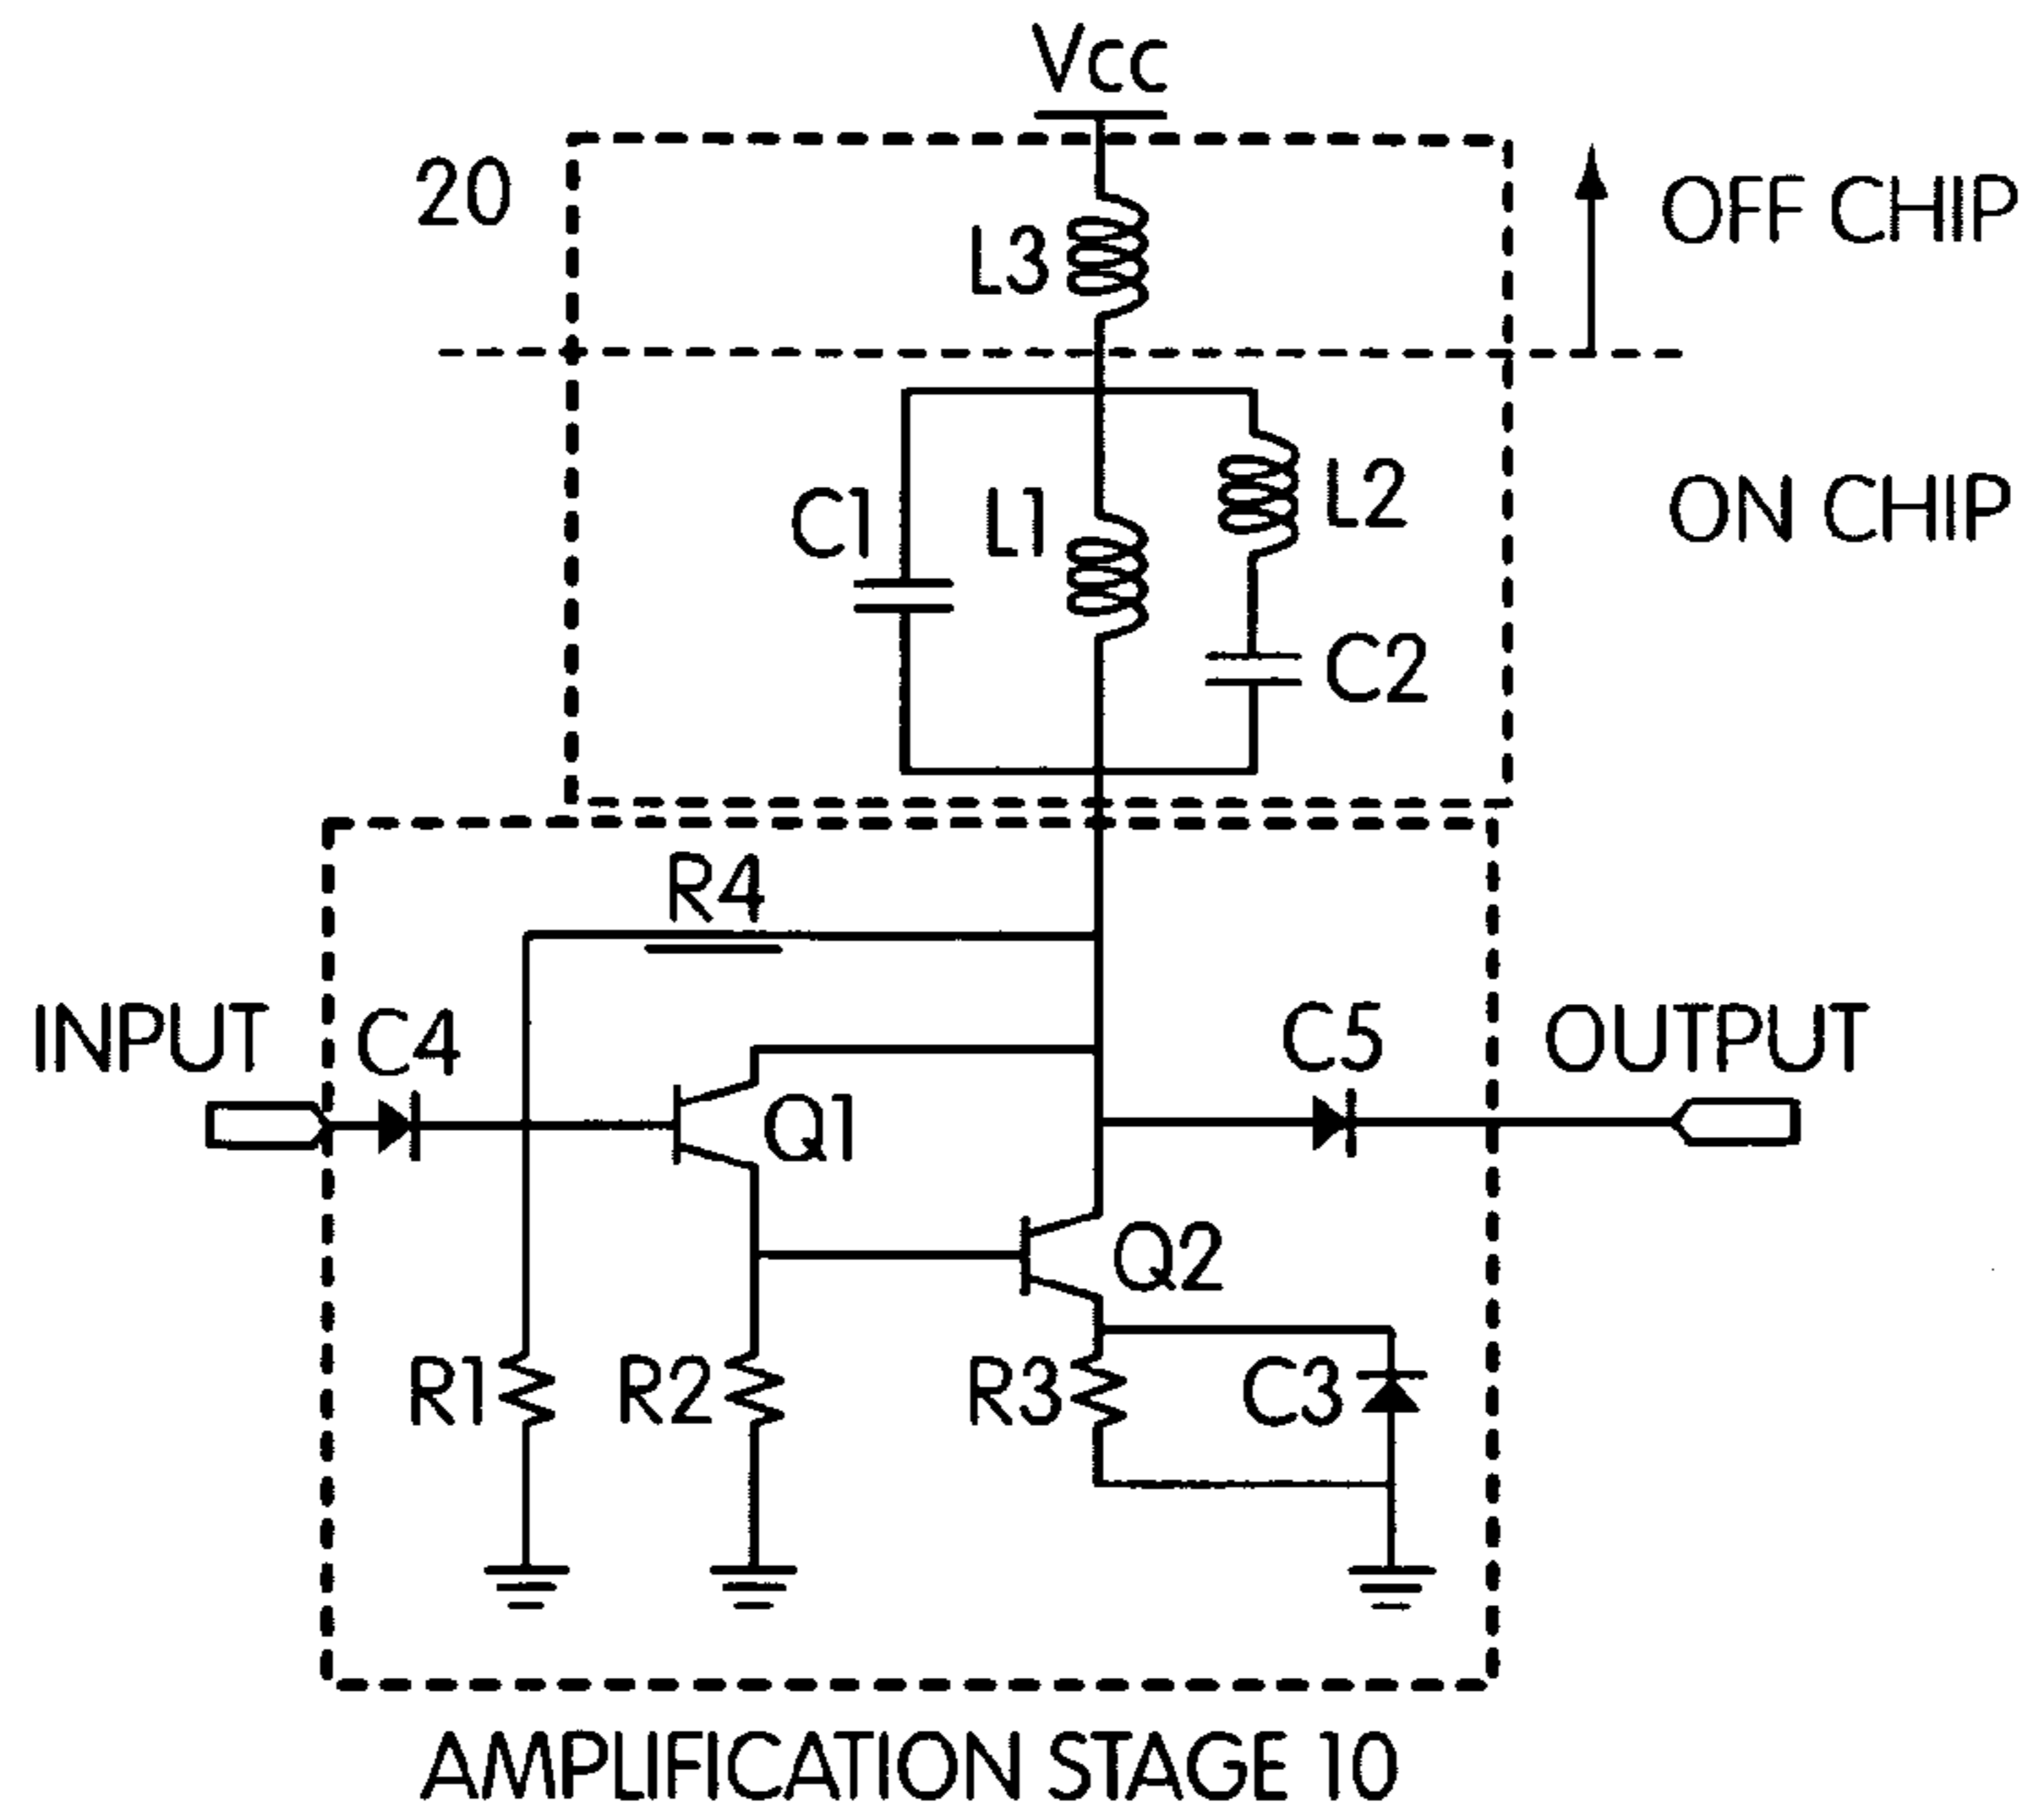 Vcc
20
OFF CHIP
L3
ON CHIP
C1
L1
L2
C2
R4
INPUT
C4
C5
OUTPUT
Q1
Q2
R1
R2
R3
C3
AMPLIFICATION STAGE 10